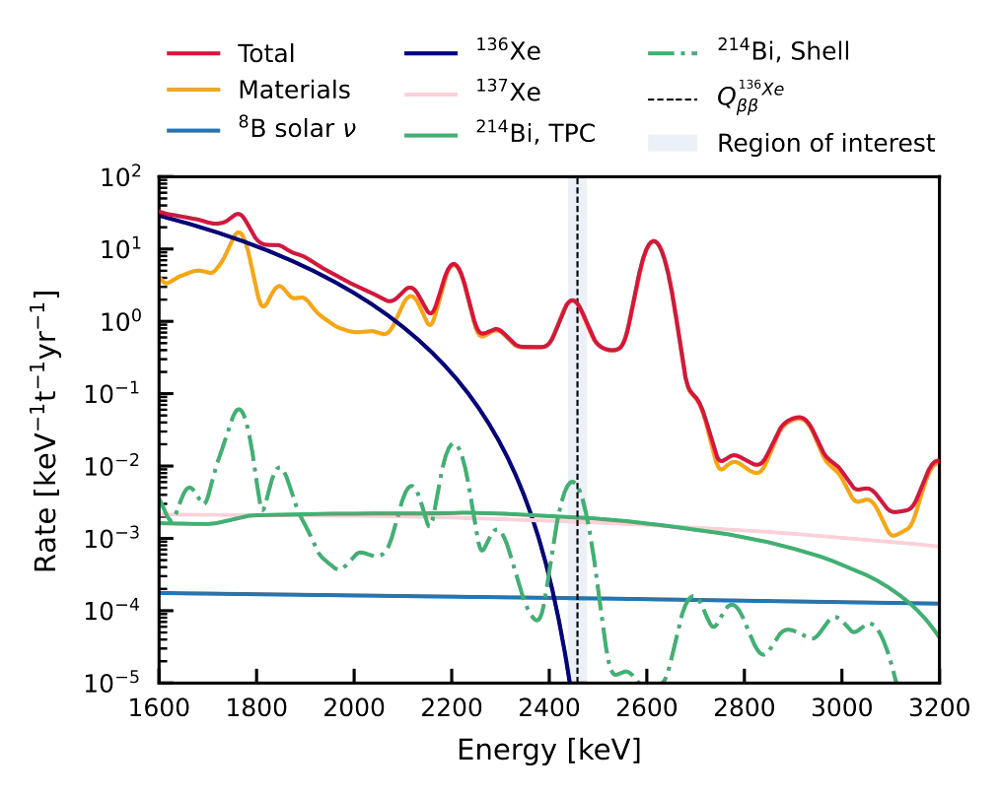 Total
Materials
⁸B solar ν
¹³⁶Xe
¹³⁷Xe
²¹⁴Bi, TPC
²¹⁴Bi, Shell
Q_{ββ}^{136Xe}
Region of interest
10²
10¹
10⁰
10⁻¹
10⁻²
10⁻³
10⁻⁴
10⁻⁵
Rate [keV⁻¹t⁻¹yr⁻¹]
1600 1800 2000 2200 2400 2600 2800 3000 3200
Energy [keV]